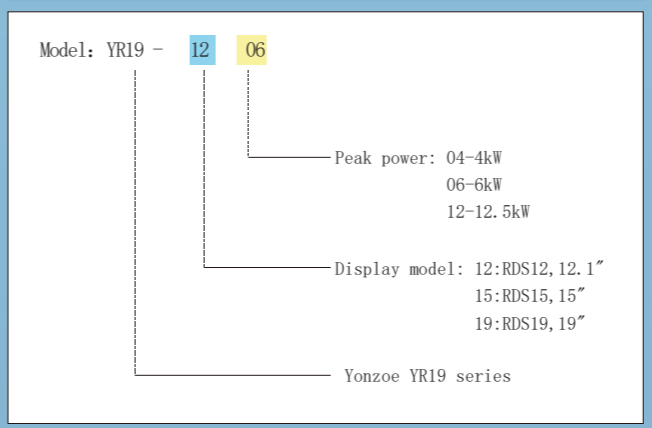 Model: YR19 - 12 06
Peak power: 04-4kW
06-6kW
12-12.5kW
Display model: 12:RDS12,12.1″
15:RDS15,15″
19:RDS19,19″
Yonzoe YR19 series